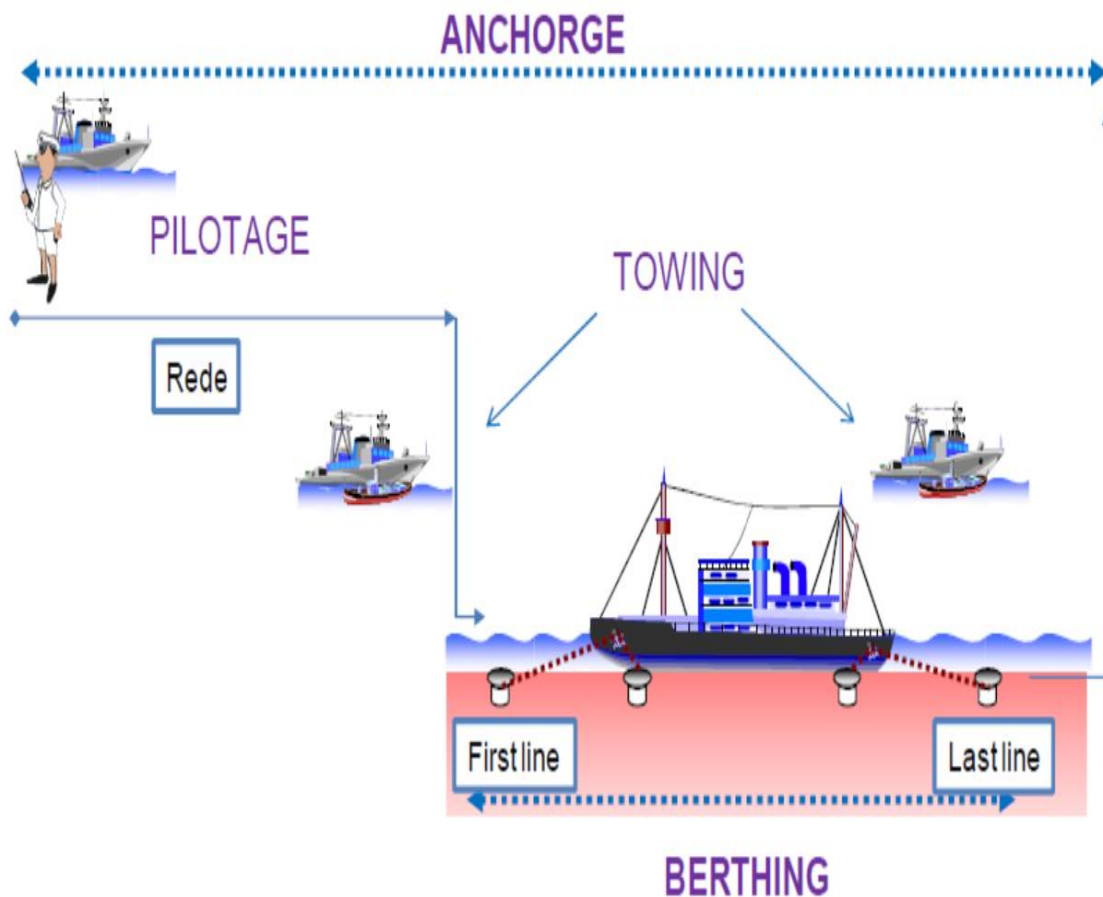 ANCHORGE
PILOTAGE
TOWING
Rede
First line
Last line
BERTHING